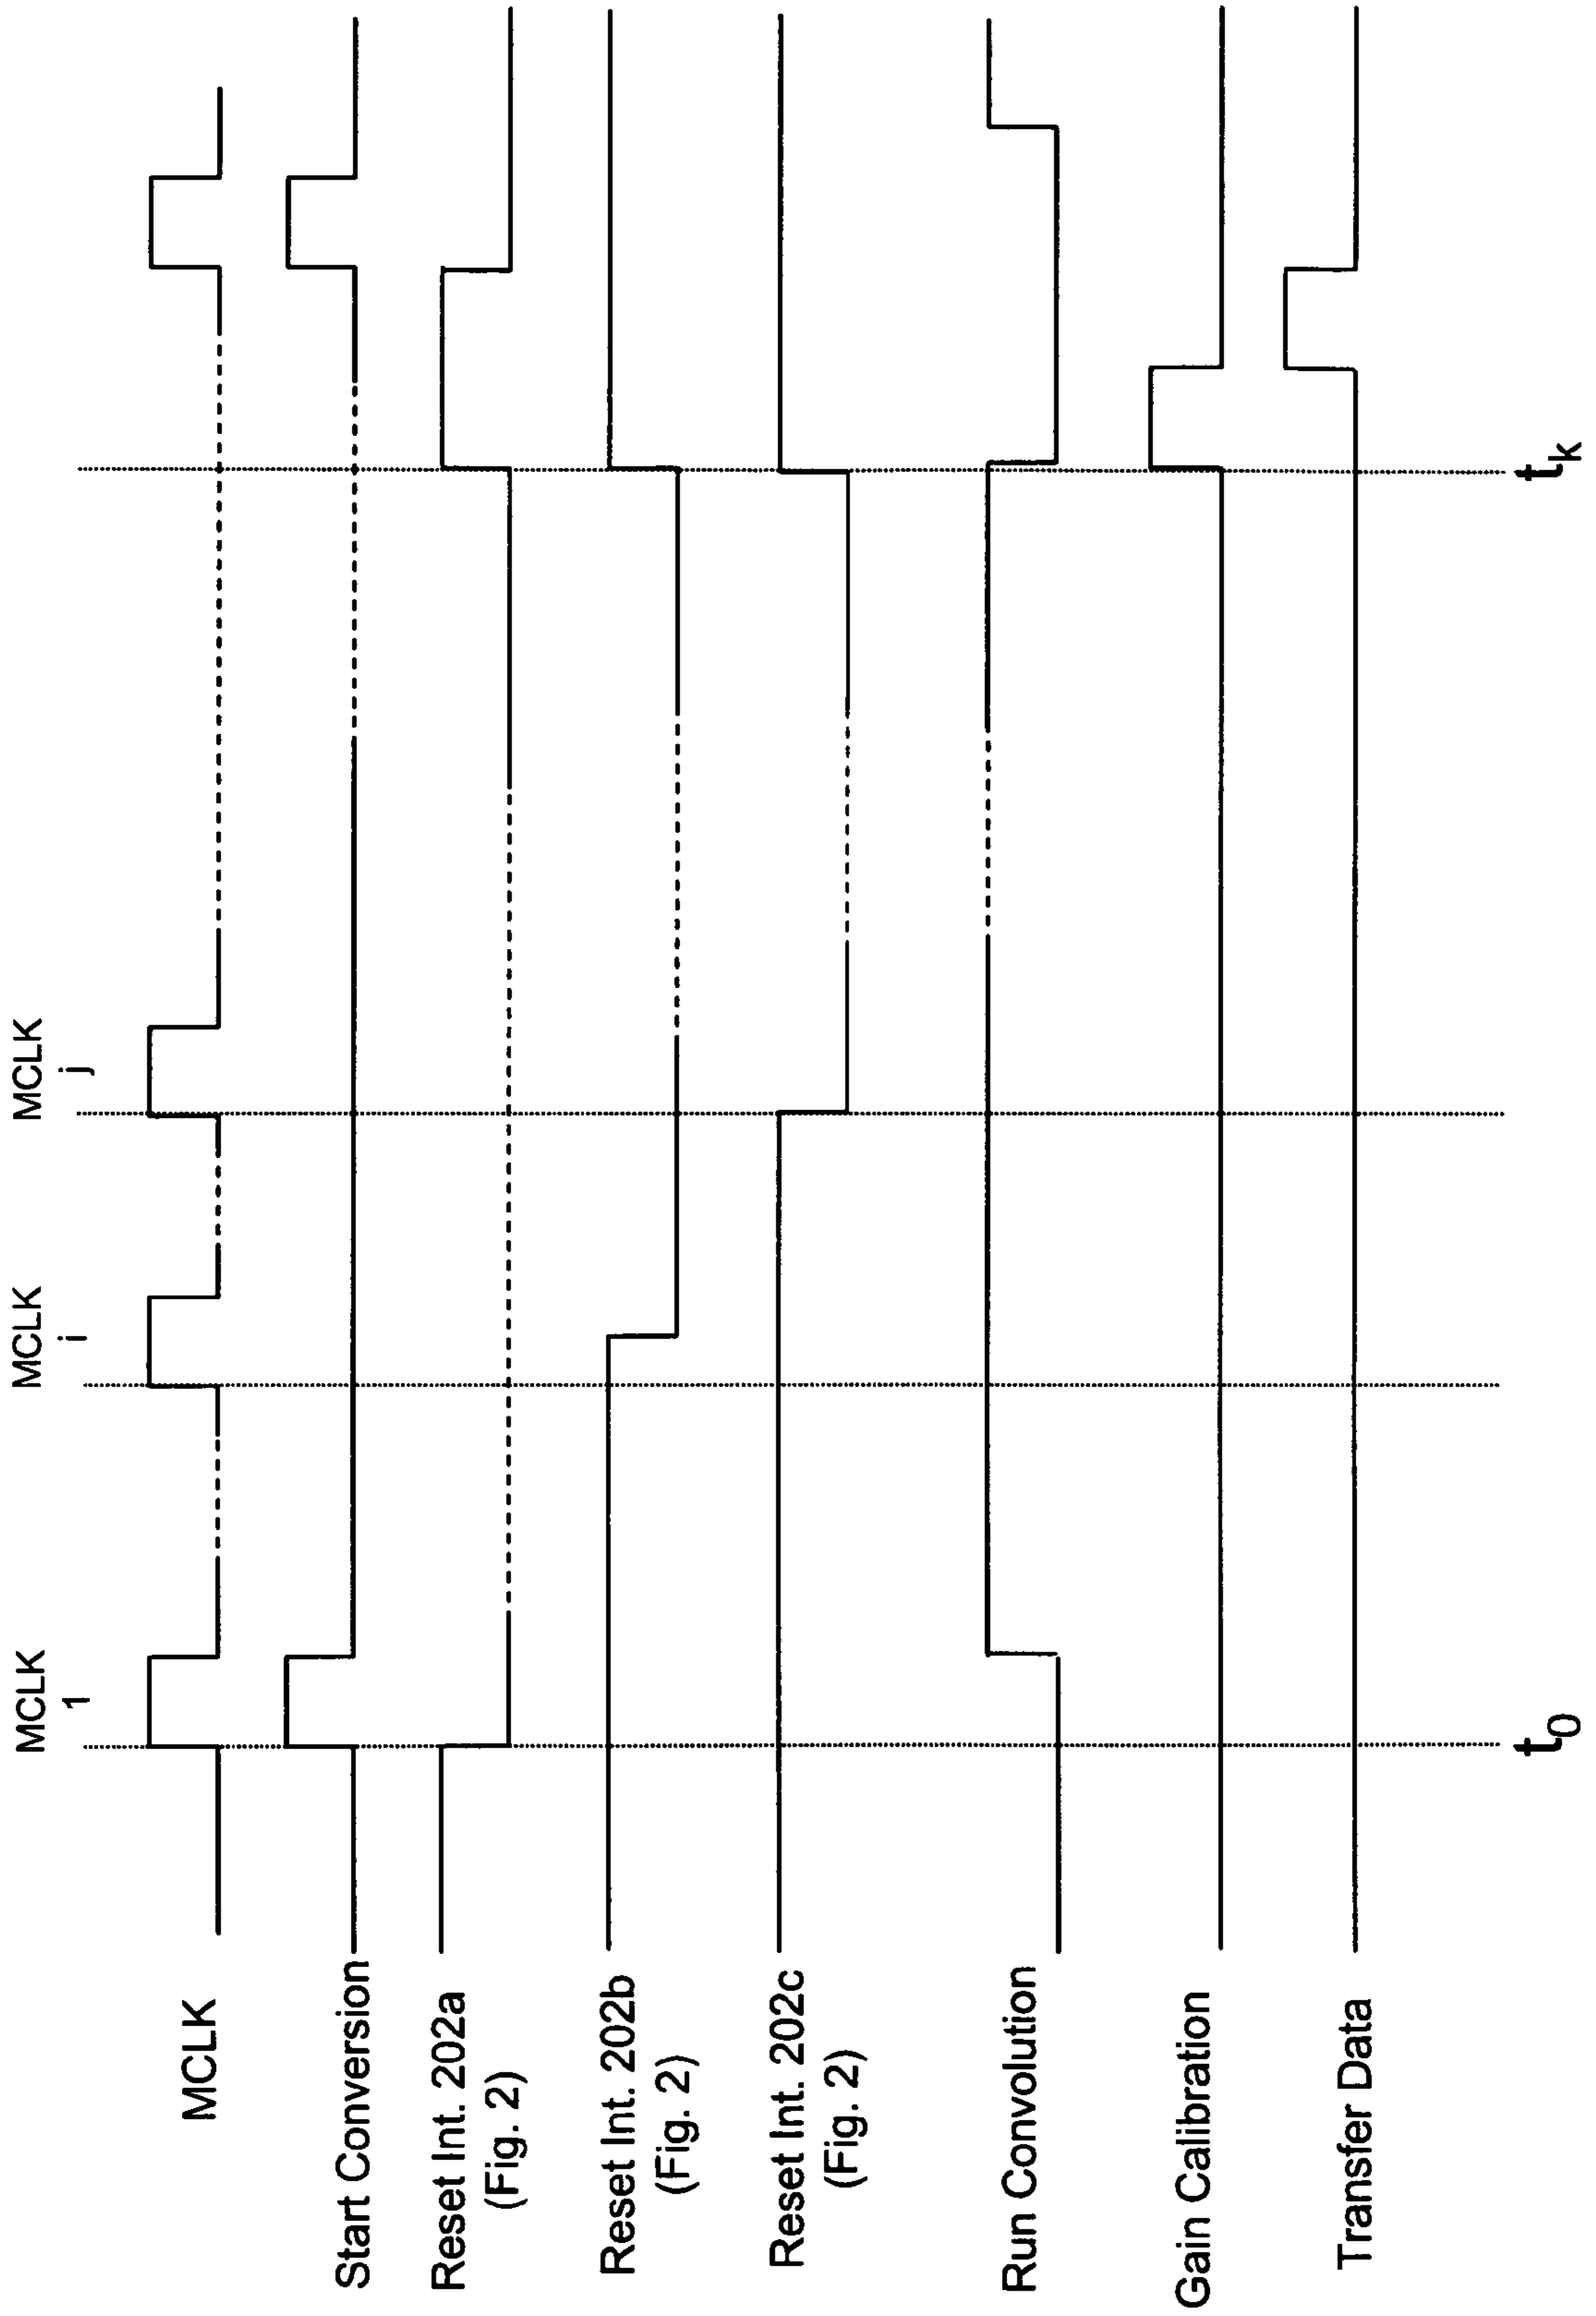 MCLK
1
MCLK
i
MCLK
j
MCLK
Start Conversion
Reset Int. 202a
(Fig. 2)
Reset Int. 202b
(Fig. 2)
Reset Int. 202c
(Fig. 2)
Run Convolution
Gain Calibration
Transfer Data
t0
tk